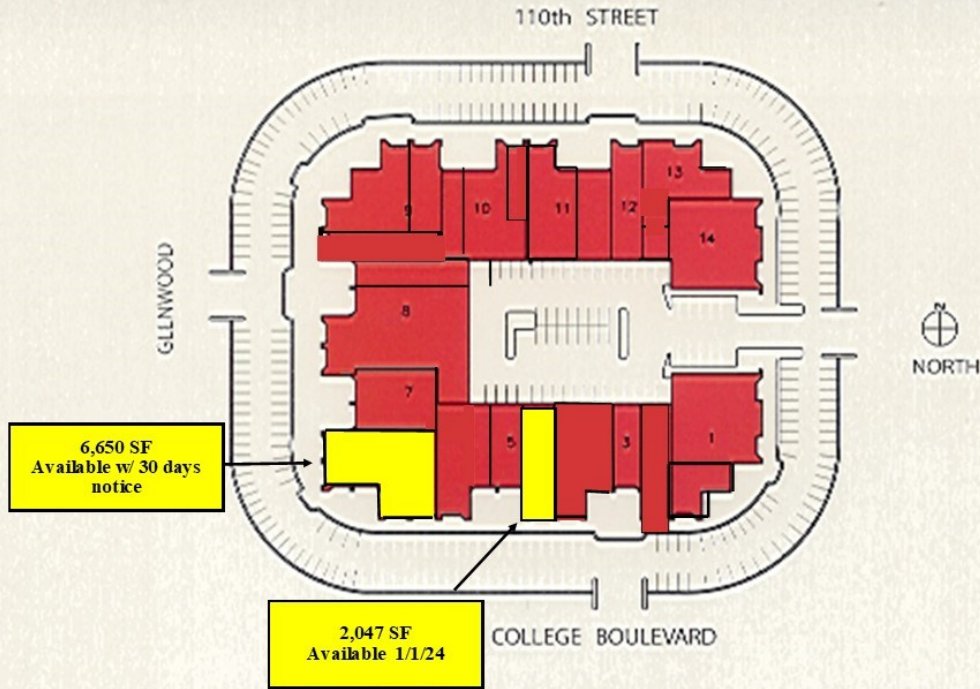 110th STREET
13
9
10
11
12
14
GLENWOOD
8
N
NORTH
7
6,650 SF
Available w/ 30 days
notice
5
3
1
2,047 SF
Available 1/1/24
COLLEGE BOULEVARD